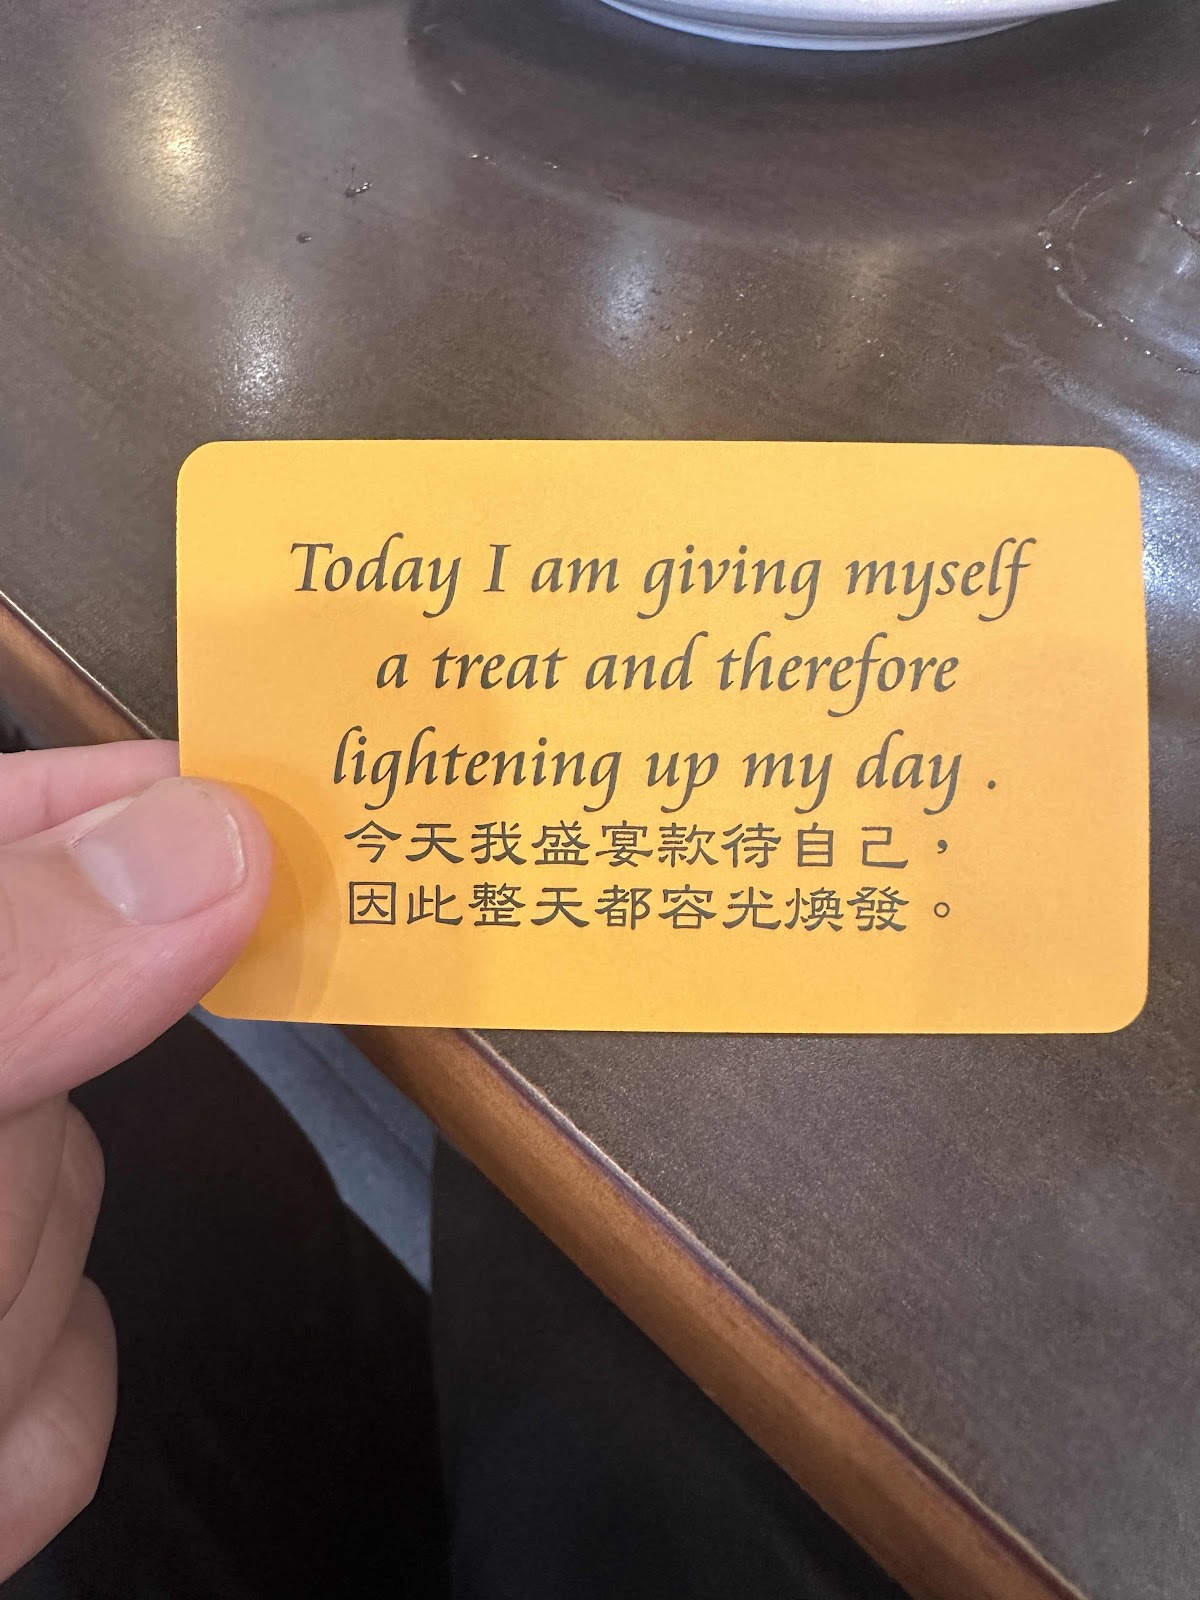 Today I am giving myself
a treat and therefore
lightening up my day .
今天我盛宴款待自己，
因此整天都容光煥發。